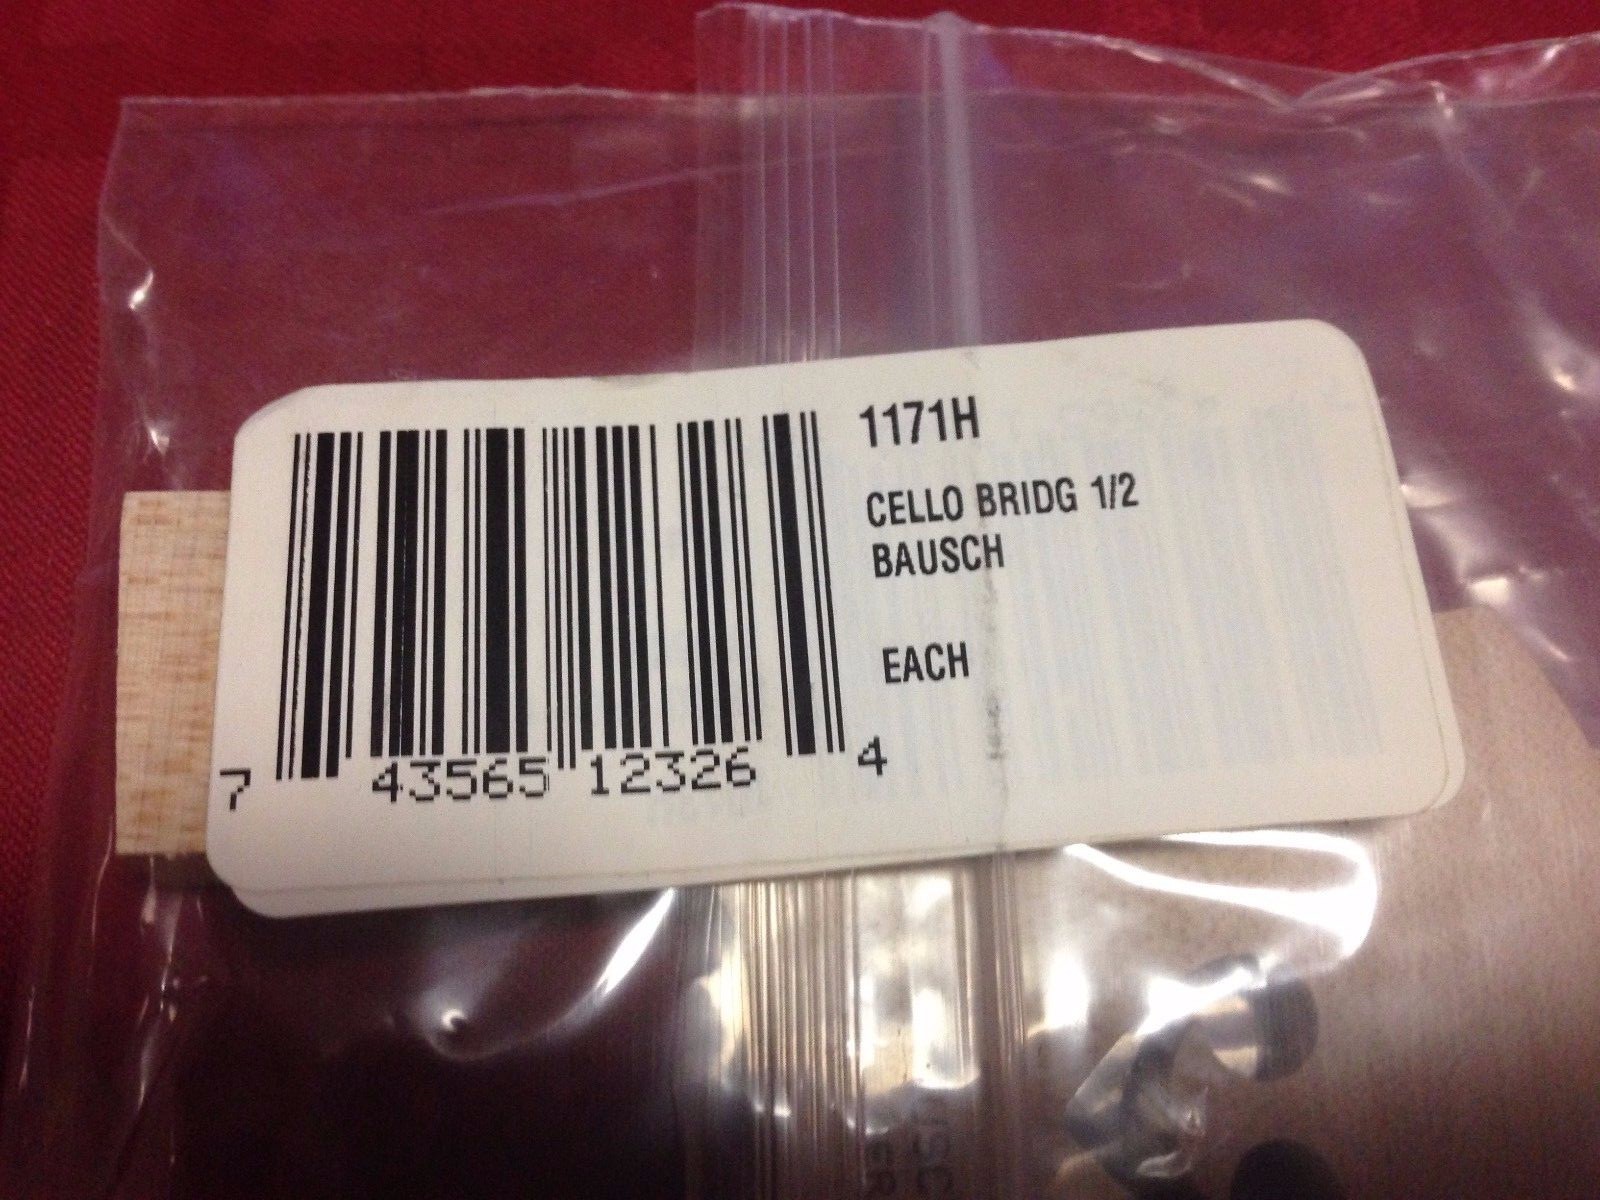 1171H
CELLO BRIDG 1/2
BAUSCH
EACH
7 43565 12326 4